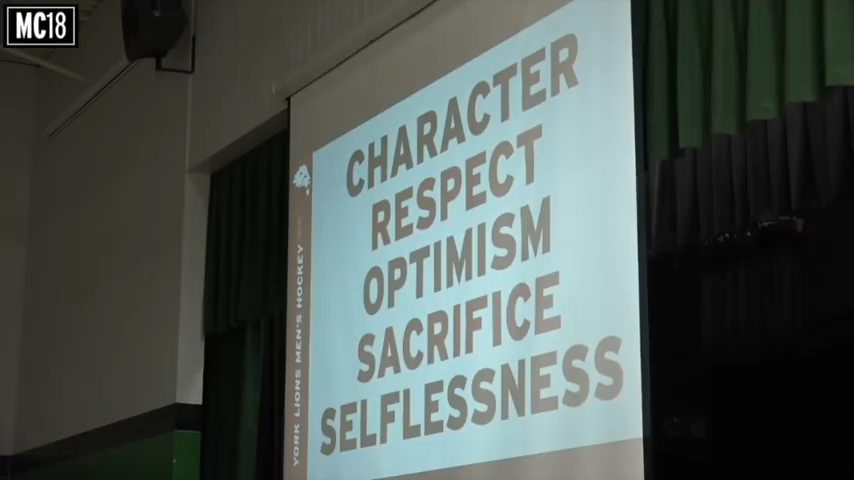 MC18
CHARACTER
RESPECT
OPTIMISM
SACRIFICE
SELFLESSNESS
YORK LIONS MEN'S HOCKEY